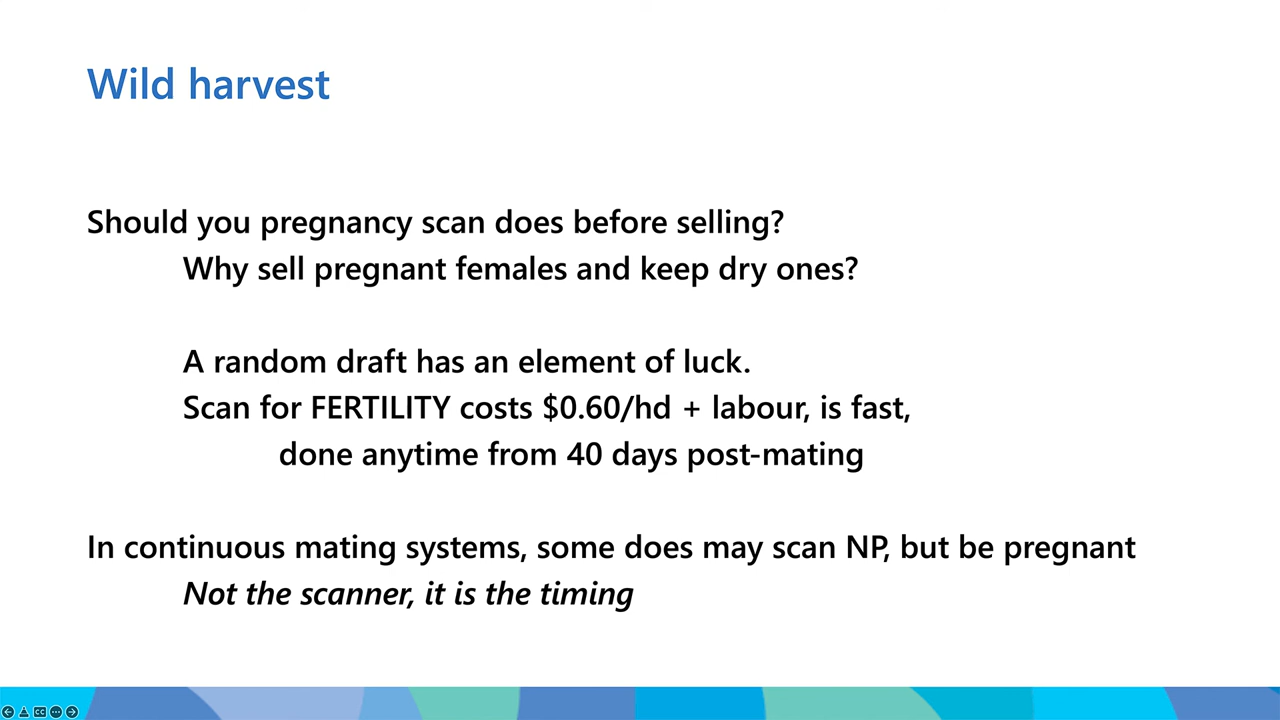 Wild harvest
Should you pregnancy scan does before selling?
Why sell pregnant females and keep dry ones?
A random draft has an element of luck.
Scan for FERTILITY costs $0.60/hd + labour, is fast,
done anytime from 40 days post-mating
In continuous mating systems, some does may scan NP, but be pregnant
Not the scanner, it is the timing